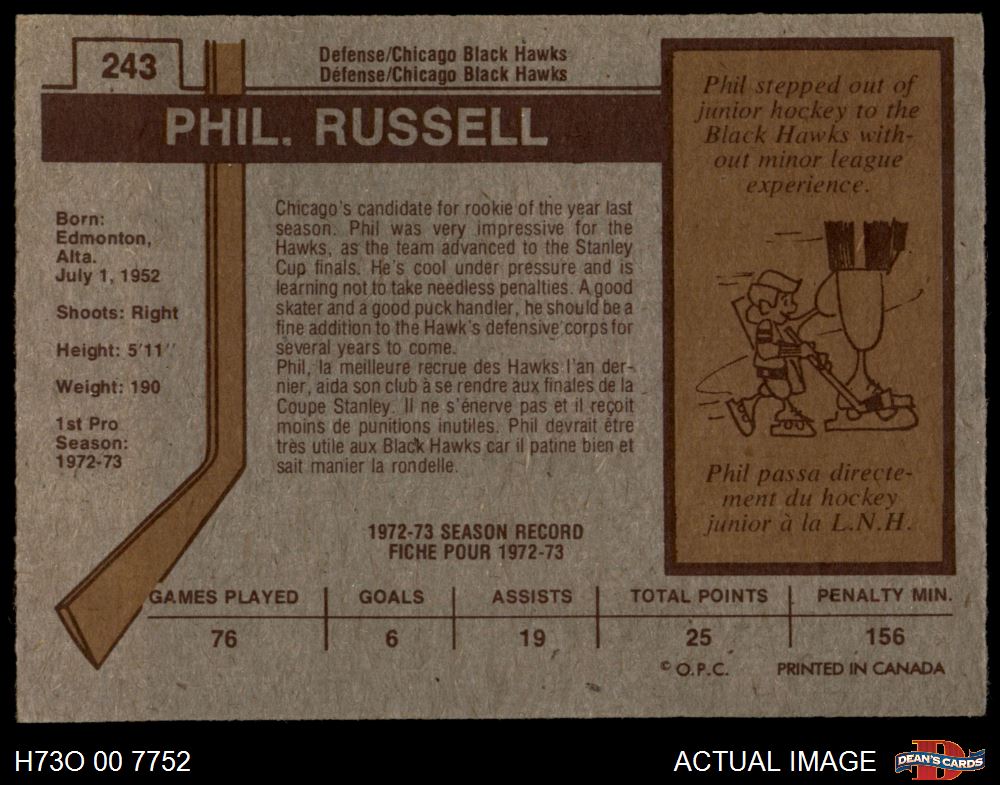 243
Defense/Chicago Black Hawks
Défense/Chicago Black Hawks
PHIL. RUSSELL
Born:
Edmonton,
Alta.
July 1, 1952
Shoots: Right
Height: 5'11"
Weight: 190
1st Pro
Season:
1972-73
Chicago's candidate for rookie of the year last
season. Phil was very impressive for the
Hawks, as the team advanced to the Stanley
Cup finals. He's cool under pressure and is
learning not to take needless penalties. A good
skater and a good puck handler, he should be a
fine addition to the Hawk's defensive corps for
several years to come.
Phil, la meilleure recrue des Hawks l'an der-
nier, aida son club à se rendre aux finales de la
Coupe Stanley. Il ne s'énerve pas et il reçoit
moins de punitions inutiles. Phil devrait être
très utile aux Black Hawks car il patine bien et
sait manier la rondelle.
Phil stepped out of
junior hockey to the
Black Hawks with-
out minor league
experience.
Phil passa directe-
ment du hockey
junior à la L.N.H.
1972-73 SEASON RECORD
FICHE POUR 1972-73
GAMES PLAYED GOALS ASSISTS TOTAL POINTS PENALTY MIN.
76 6 19 25 156
© O.P.C. PRINTED IN CANADA
H73O 00 7752
ACTUAL IMAGE
D
DEAN'S CARDS